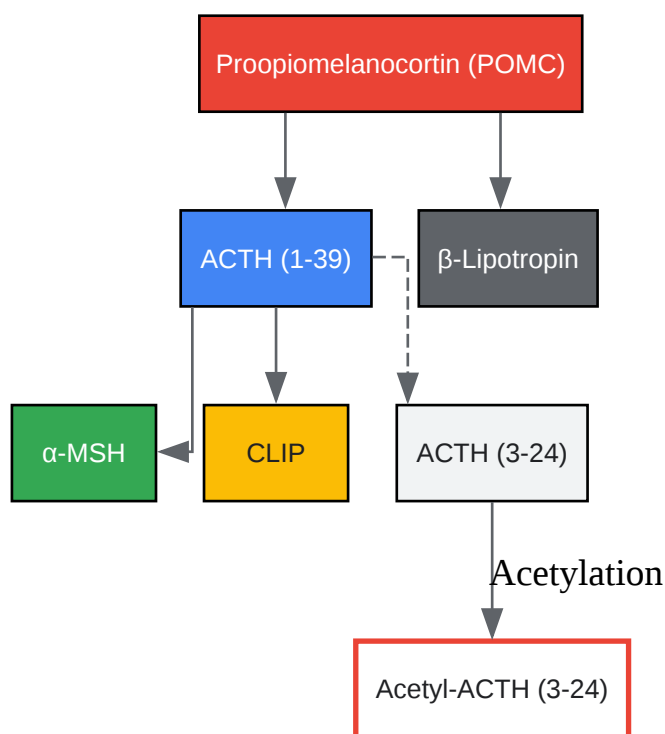 Proopiomelanocortin (POMC)
ACTH (1-39)
β-Lipotropin
α-MSH
CLIP
ACTH (3-24)
Acetylation
Acetyl-ACTH (3-24)